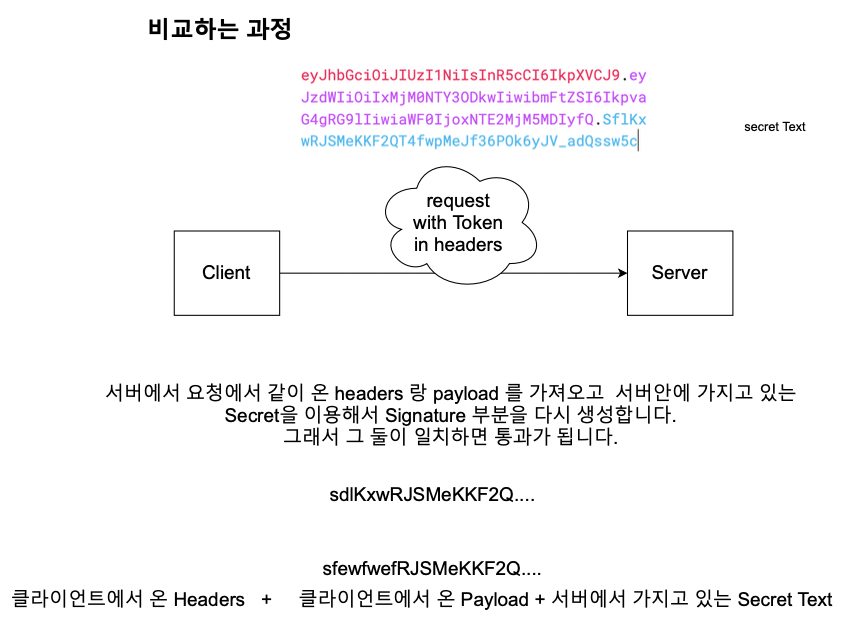 비교하는 과정
eyJhbGciOiJIUzI1NiIsInR5cCI6IkpXVCJ9.ey
JzdWIiOiIxMjM0NTY3ODkwIiwibmFtZSI6Ikpva
G4gRG9lIiwiaWF0IjoxNTE2MjM5MDIyfQ.SflKx
wRJSMeKKF2QT4fwpMeJf36POk6yJV_adQssw5c
secret Text
request
with Token
in headers
Client
Server
서버에서 요청에서 같이 온 headers 랑 payload 를 가져오고 서버안에 가지고 있는
Secret을 이용해서 Signature 부분을 다시 생성합니다.
그래서 그 둘이 일치하면 통과가 됩니다.
sdlKxwRJSMeKKF2Q....
sfewfwefRJSMeKKF2Q....
클라이언트에서 온 Headers + 클라이언트에서 온 Payload + 서버에서 가지고 있는 Secret Text